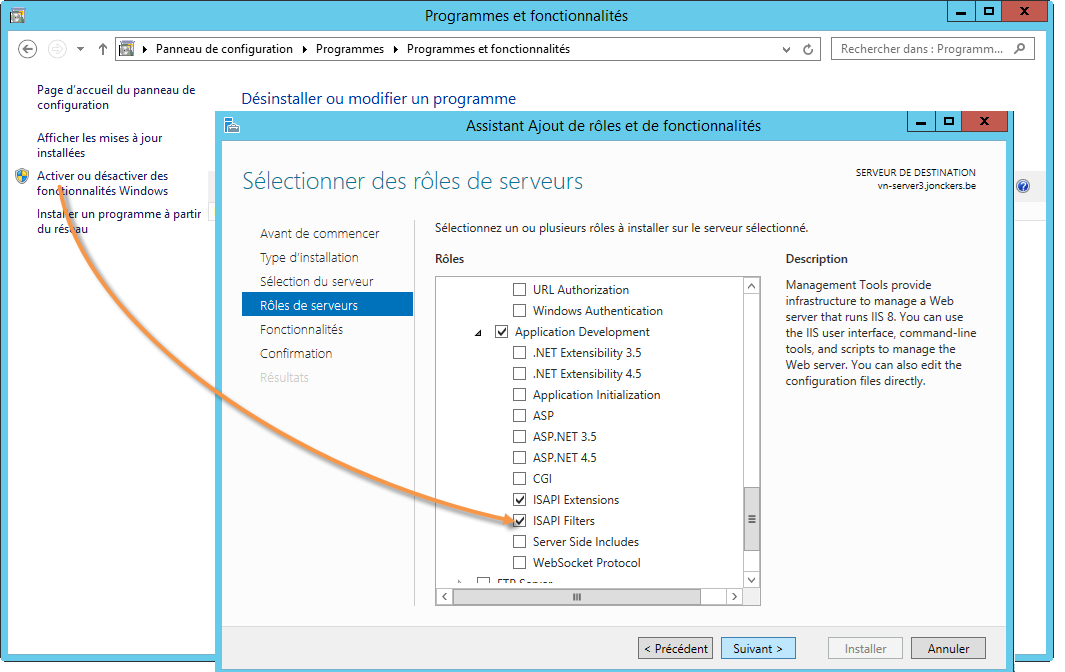 Programmes et fonctionnalités
Panneau de configuration Programmes Programmes et fonctionnalités
Rechercher dans : Programm...
Page d'accueil du panneau de
configuration
Afficher les mises à jour
installées
Activer ou désactiver des
fonctionnalités Windows
Installer un programme à partir
du réseau
Désinstaller ou modifier un programme
Assistant Ajout de rôles et de fonctionnalités
Sélectionner des rôles de serveurs
SERVEUR DE DESTINATION
vn-server3.jonckers.be
Avant de commencer
Type d'installation
Sélection du serveur
Rôles de serveurs
Fonctionnalités
Confirmation
Résultats
Sélectionnez un ou plusieurs rôles à installer sur le serveur sélectionné.
Rôles
URL Authorization
Windows Authentication
Application Development
.NET Extensibility 3.5
.NET Extensibility 4.5
Application Initialization
ASP
ASP.NET 3.5
ASP.NET 4.5
CGI
ISAPI Extensions
ISAPI Filters
Server Side Includes
WebSocket Protocol
FTP Server
Description
Management Tools provide
infrastructure to manage a Web
server that runs IIS 8. You can use
the IIS user interface, command-line
tools, and scripts to manage the
Web server. You can also edit the
configuration files directly.
< Précédent
Suivant >
Installer
Annuler